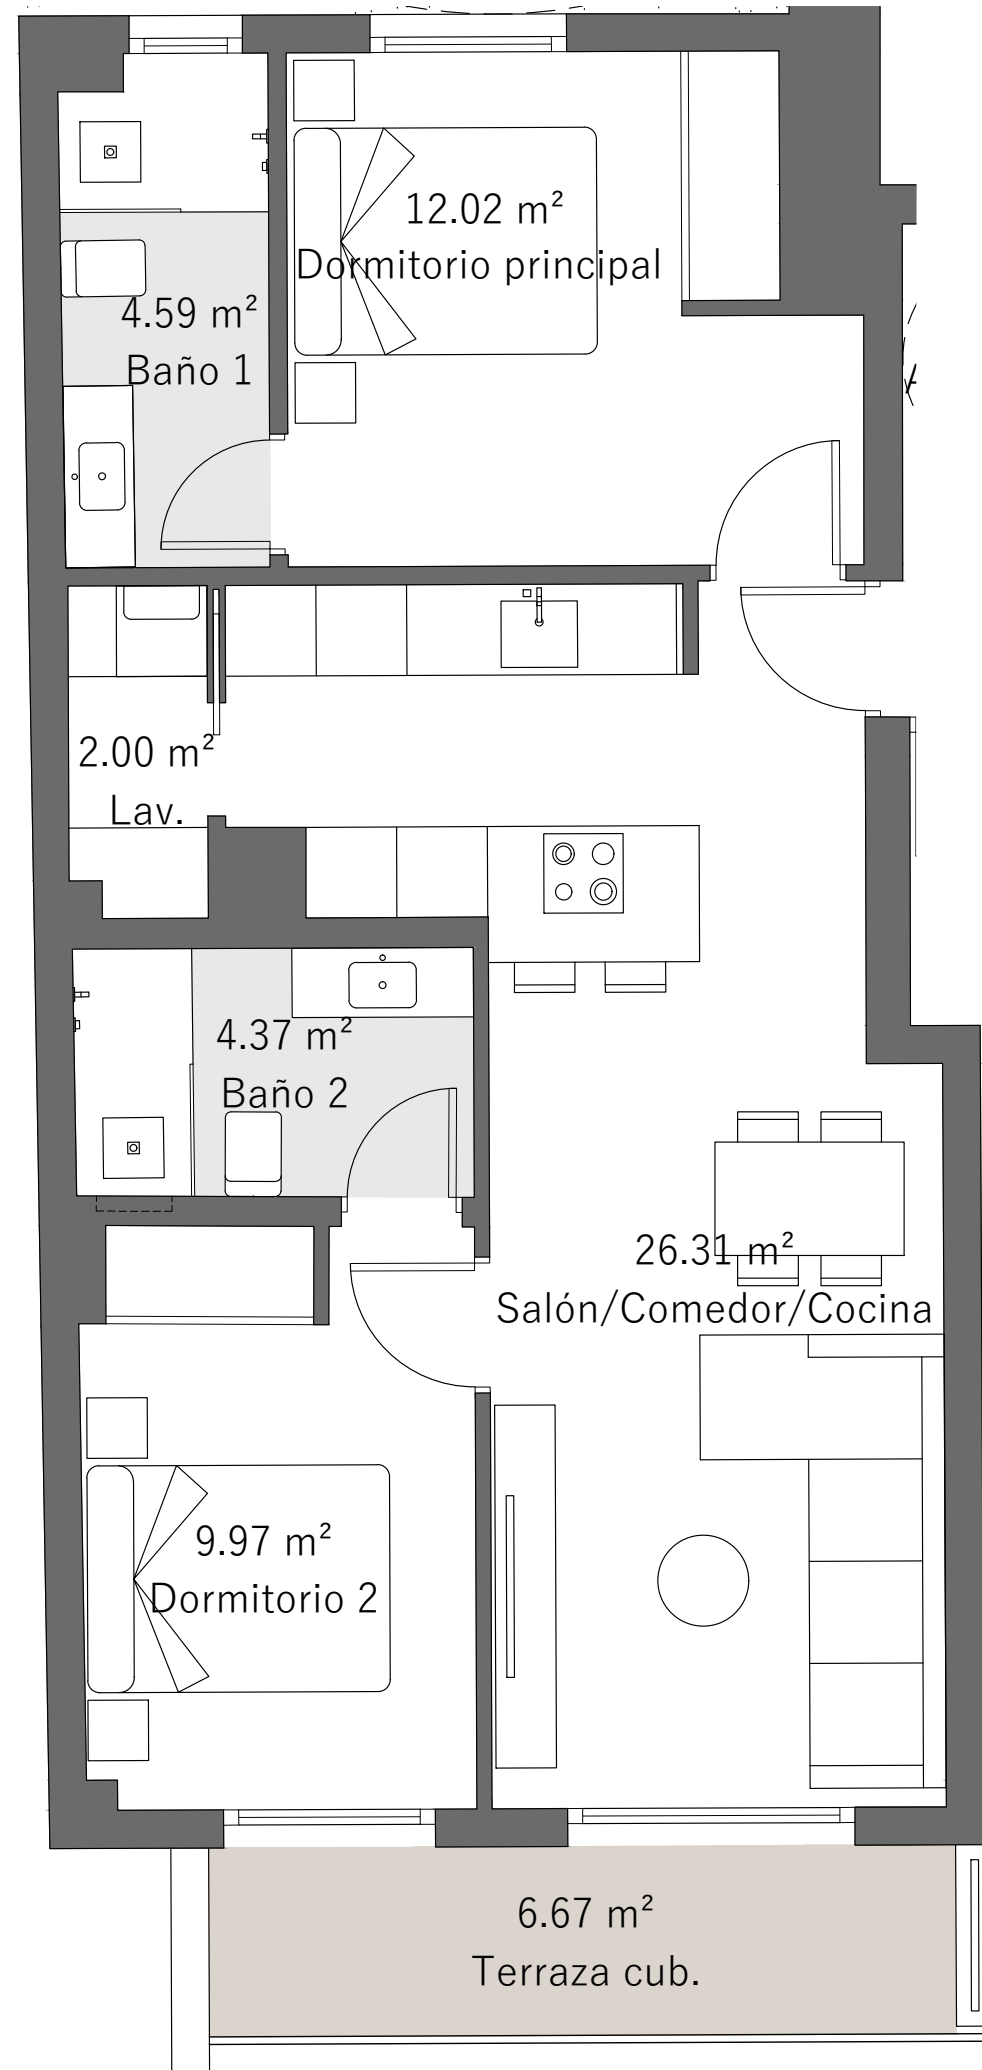 12.02 m²
Dormitorio principal
4.59 m²
Baño 1
2.00 m²
Lav.
4.37 m²
Baño 2
26.31 m²
Salón/Comedor/Cocina
9.97 m²
Dormitorio 2
6.67 m²
Terraza cub.